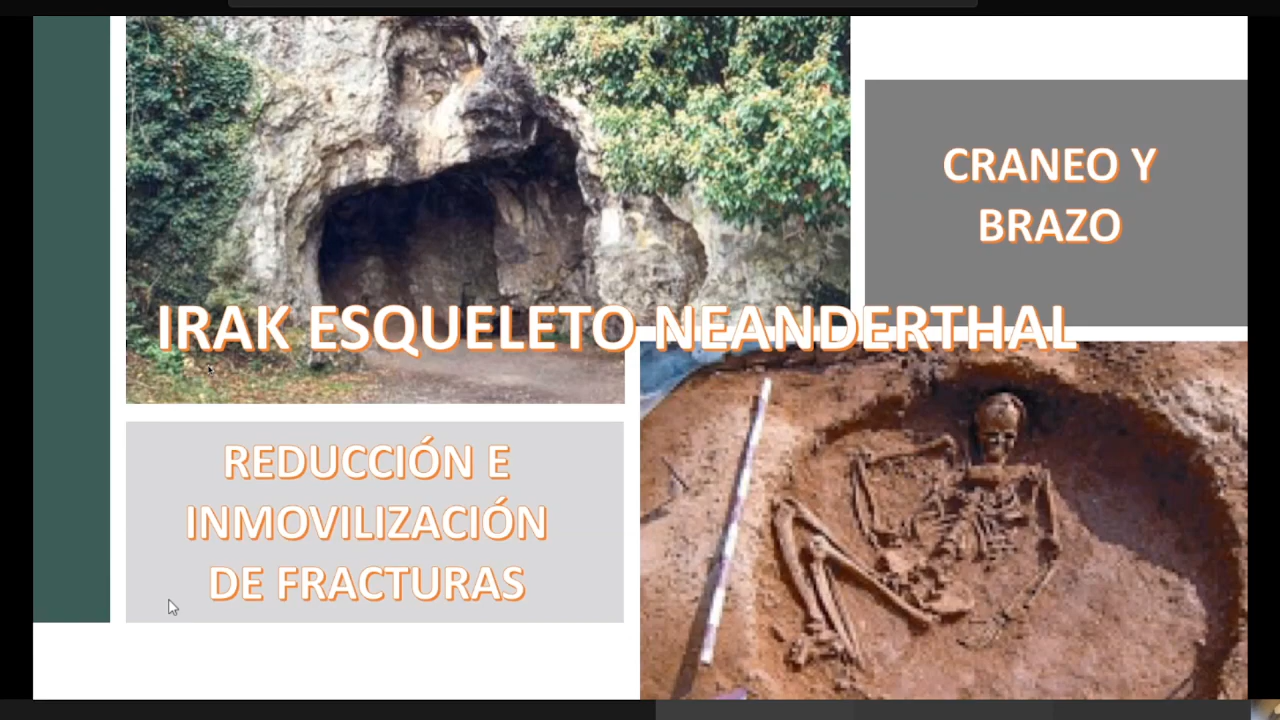 CRANEO Y
BRAZO
IRAK ESQUELETO NEANDERTHAL
REDUCCIÓN E
INMOVILIZACIÓN
DE FRACTURAS